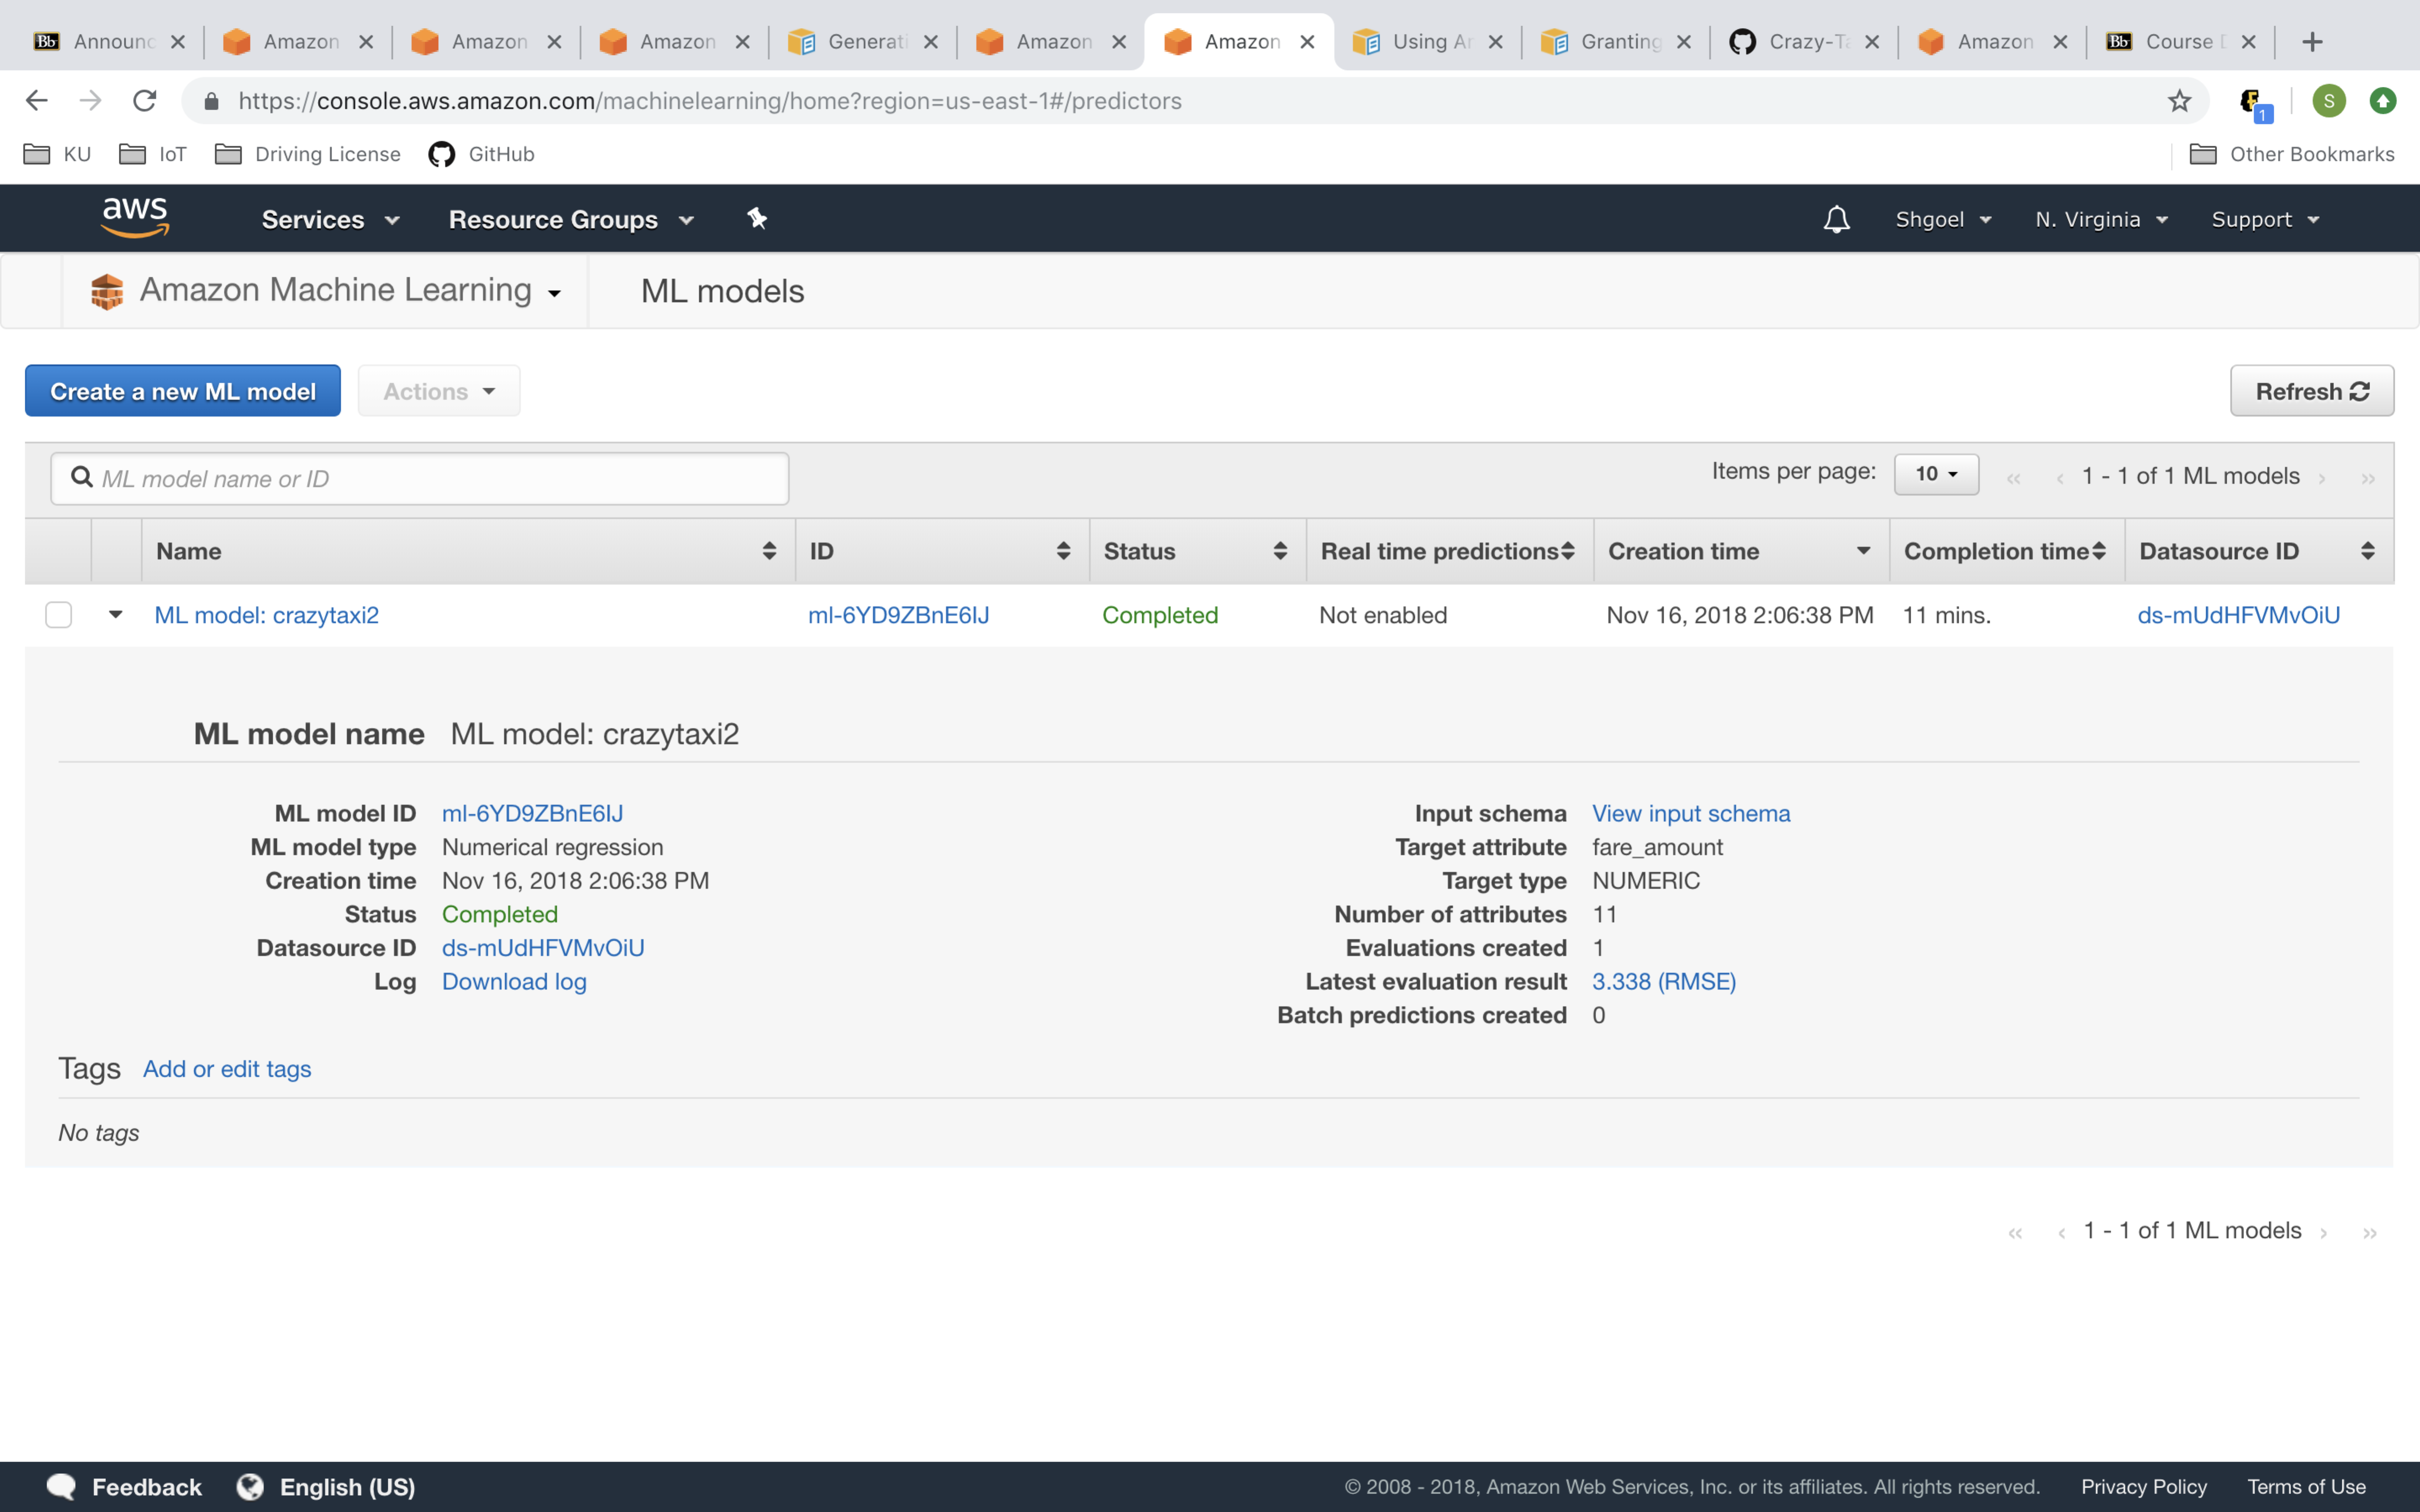 Announc Amazon Amazon Amazon Generati Amazon Amazon Using Ar Granting Crazy-Ta Amazon Course
https://console.aws.amazon.com/machinelearning/home?region=us-east-1#/predictors 1 S
KU IoT Driving License GitHub Other Bookmarks
aws Services Resource Groups Shgoel N. Virginia Support
Amazon Machine Learning ML models
Create a new ML model Actions Refresh
ML model name or ID Items per page: 10 « ‹ 1 - 1 of 1 ML models › »
Name ID Status Real time predictions Creation time Completion time Datasource ID
ML model: crazytaxi2 ml-6YD9ZBnE6IJ Completed Not enabled Nov 16, 2018 2:06:38 PM 11 mins. ds-mUdHFVMvOiU
ML model name ML model: crazytaxi2
ML model ID ml-6YD9ZBnE6IJ
ML model type Numerical regression
Creation time Nov 16, 2018 2:06:38 PM
Status Completed
Datasource ID ds-mUdHFVMvOiU
Log Download log
Input schema View input schema
Target attribute fare_amount
Target type NUMERIC
Number of attributes 11
Evaluations created 1
Latest evaluation result 3.338 (RMSE)
Batch predictions created 0
Tags Add or edit tags
No tags
« ‹ 1 - 1 of 1 ML models › »
Feedback English (US) © 2008 - 2018, Amazon Web Services, Inc. or its affiliates. All rights reserved. Privacy Policy Terms of Use